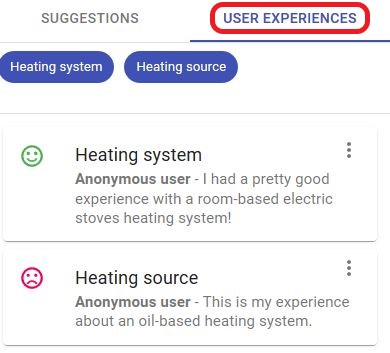 SUGGESTIONS USER EXPERIENCES
Heating system Heating source
Heating system
Anonymous user - I had a pretty good
experience with a room-based electric
stoves heating system!
Heating source
Anonymous user - This is my experience
about an oil-based heating system.